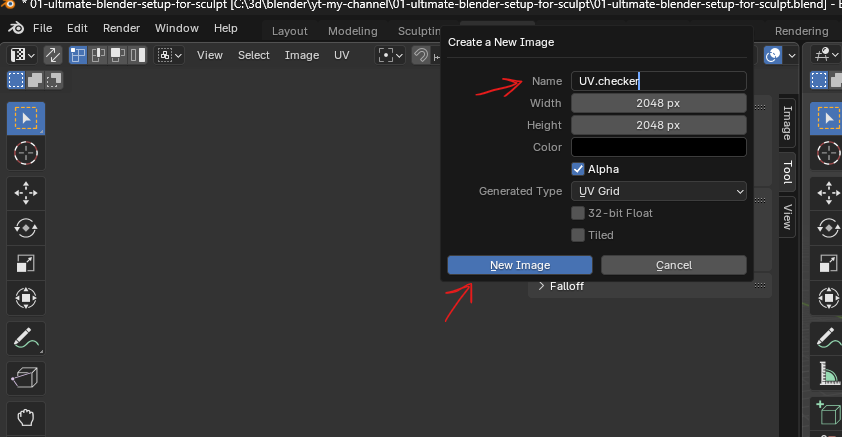 * 01-ultimate-blender-setup-for-sculpt [C:\3d\blender\yt-my-channel\01-ultimate-blender-setup-for-sculpt\01-ultimate-blender-setup-for-sculpt.blend] - B
File Edit Render Window Help Layout Modeling Sculptin Rendering
View Select Image UV
Create a New Image
Name UV.checker
Width 2048 px
Height 2048 px
Color
Alpha
Generated Type UV Grid
32-bit Float
Tiled
New Image Cancel
Falloff
Image
Tool
View